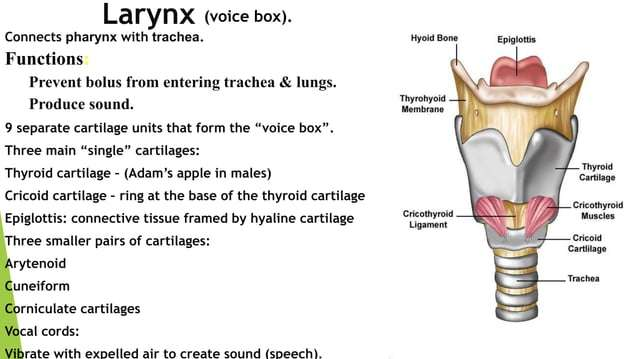 Larynx (voice box).
Connects pharynx with trachea.
Functions:
Prevent bolus from entering trachea & lungs.
Produce sound.
9 separate cartilage units that form the “voice box”.
Three main “single” cartilages:
Thyroid cartilage - (Adam’s apple in males)
Cricoid cartilage - ring at the base of the thyroid cartilage
Epiglottis: connective tissue framed by hyaline cartilage
Three smaller pairs of cartilages:
Arytenoid
Cuneiform
Corniculate cartilages
Vocal cords:
Vibrate with expelled air to create sound (speech).
Hyoid Bone
Epiglottis
Thyrohyoid
Membrane
Thyroid
Cartilage
Cricothyroid
Muscles
Cricothyroid
Ligament
Cricoid
Cartlilage
Trachea